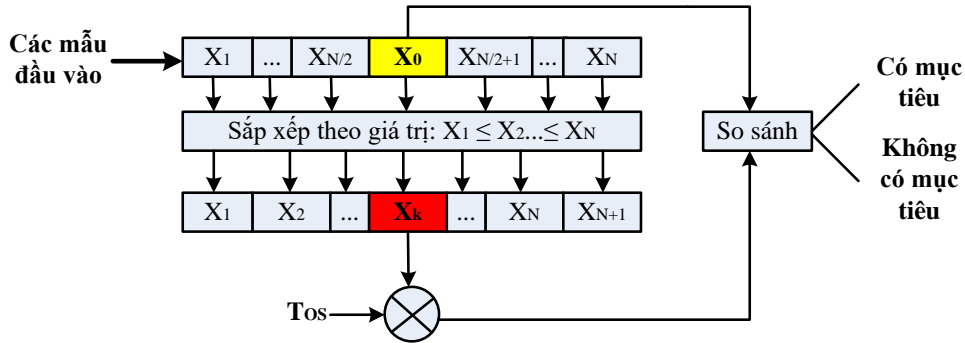 Các mẫu
đầu vào
X1 ... XN/2 X0 XN/2+1 ... XN
Sắp xếp theo giá trị: X1 ≤ X2...≤ XN
X1 X2 ... Xk ... XN XN+1
TOS
So sánh
Có mục
tiêu
Không
có mục
tiêu